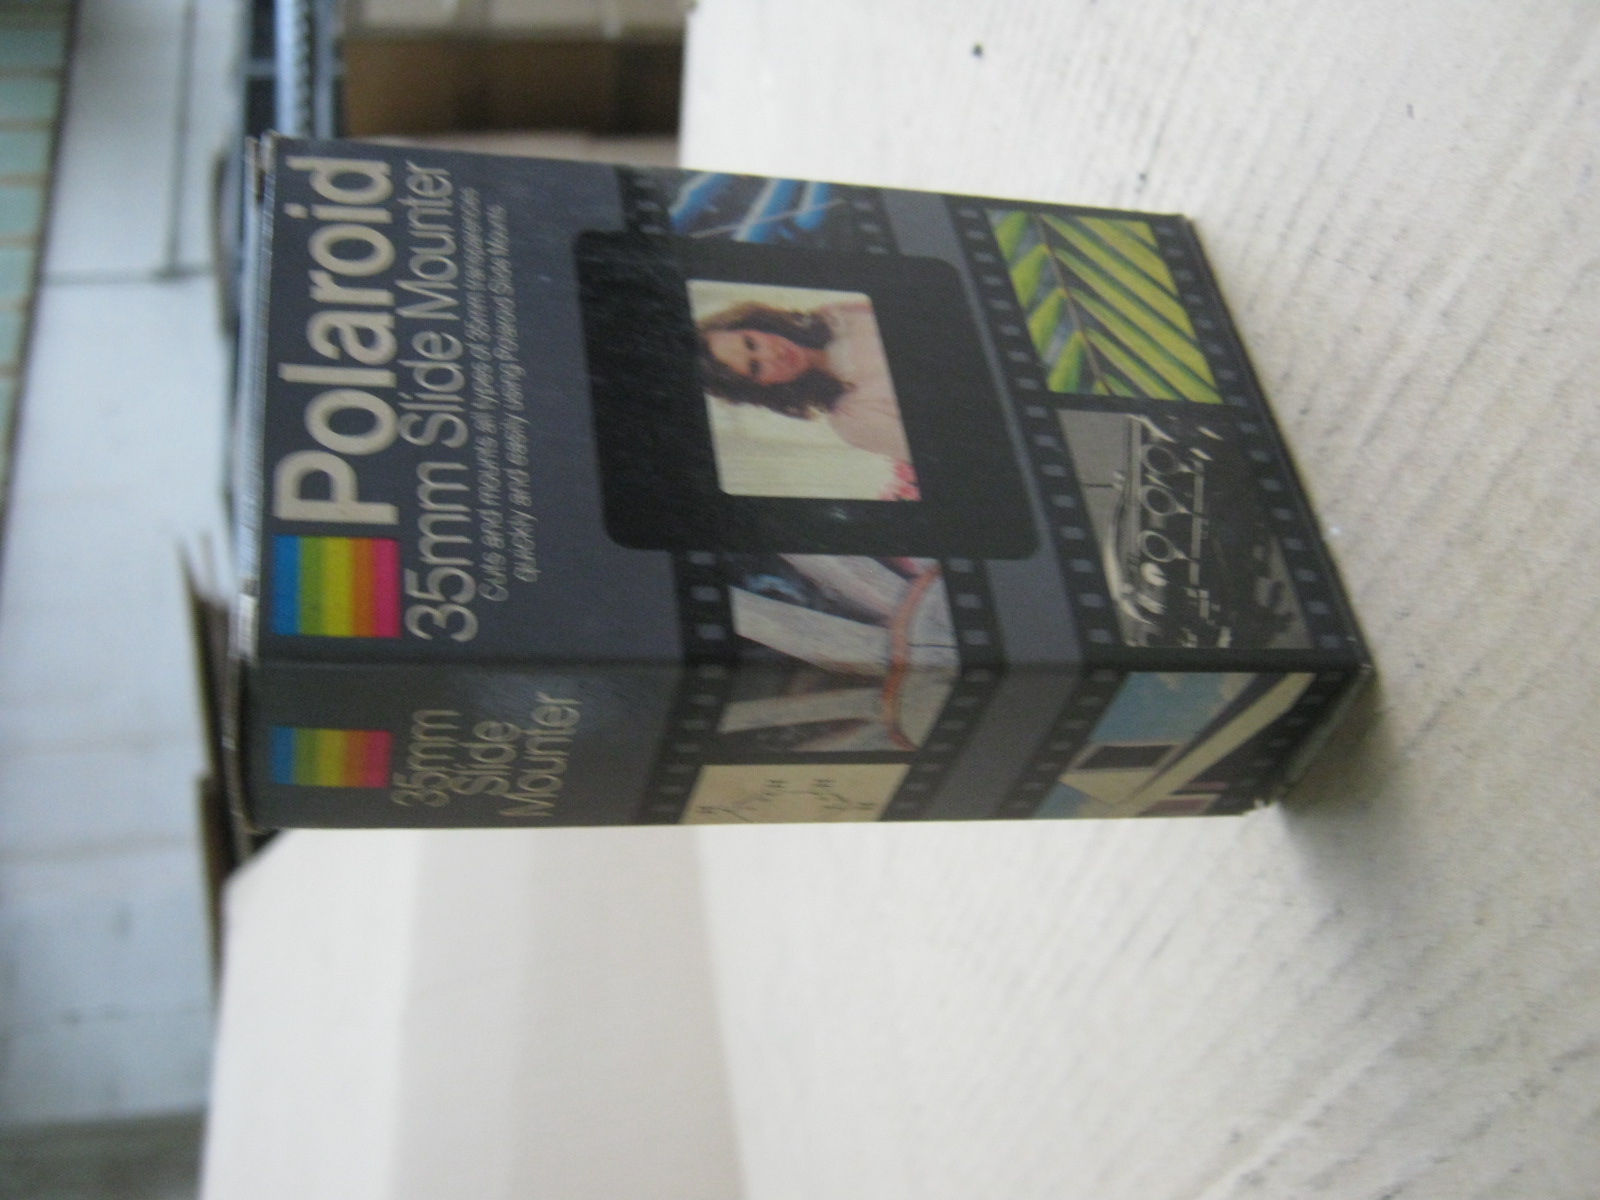 Polaroid
35mm Slide Mounter
Cuts and mounts all types of 35mm transparencies
quickly and easily using Polaroid Slide Mounts
35mm
Slide
Mounter